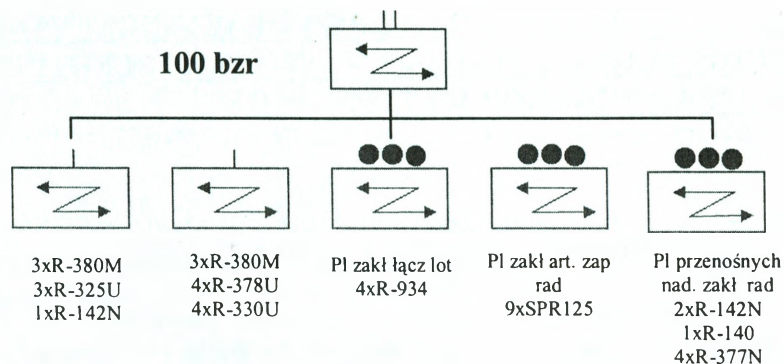 100 bzr
3xR-380M
3xR-325U
1xR-142N
3xR-380M
4xR-378U
4xR-330U
Pl zakł łącz lot
4xR-934
Pl zakł art. zap
rad
9xSPR125
Pl przenośnych
nad. zakł rad
2xR-142N
1xR-140
4xR-377N